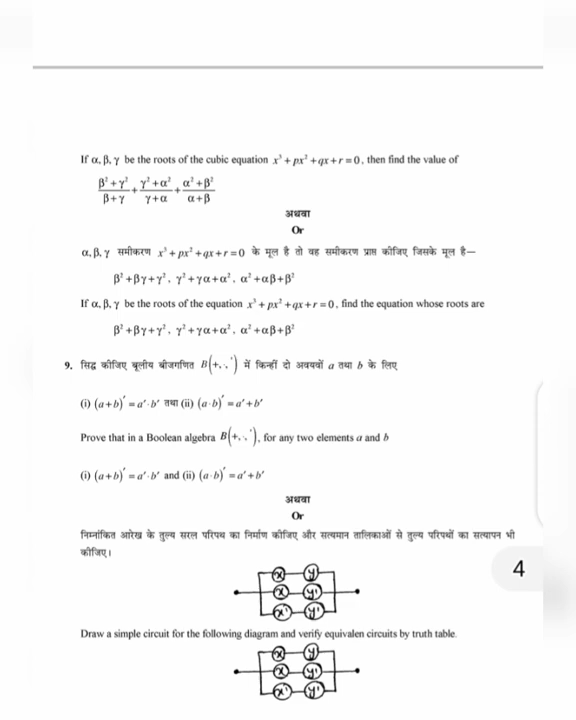 If α, β, γ be the roots of the cubic equation x³ + px² + qx + r = 0, then find the value of
(β² + γ²)/(β + γ) + (γ² + α²)/(γ + α) + (α² + β²)/(α + β)
अथवा
Or
α, β, γ समीकरण x³ + px² + qx + r = 0 के मूल है तो वह समीकरण प्राप्त कीजिए जिसके मूल है—
β² + βγ + γ², γ² + γα + α², α² + αβ + β²
If α, β, γ be the roots of the equation x³ + px² + qx + r = 0, find the equation whose roots are
β² + βγ + γ², γ² + γα + α², α² + αβ + β²
9. सिद्ध कीजिए बूलीय बीजगणित B(+, ·, ') में किन्हीं दो अवयवों a तथा b के लिए
(i) (a + b)' = a' · b' तथा (ii) (a · b)' = a' + b'
Prove that in a Boolean algebra B(+, ·, '), for any two elements a and b
(i) (a + b)' = a' · b' and (ii) (a · b)' = a' + b'
अथवा
Or
निम्नांकित आरेख के तुल्य सरल परिपथ का निर्माण कीजिए और सत्यमान तालिकाओं से तुल्य परिपथों का सत्यापन भी
कीजिए।
4
x y
x y'
x' y'
Draw a simple circuit for the following diagram and verify equivalen circuits by truth table.
x y
x y'
x' y'